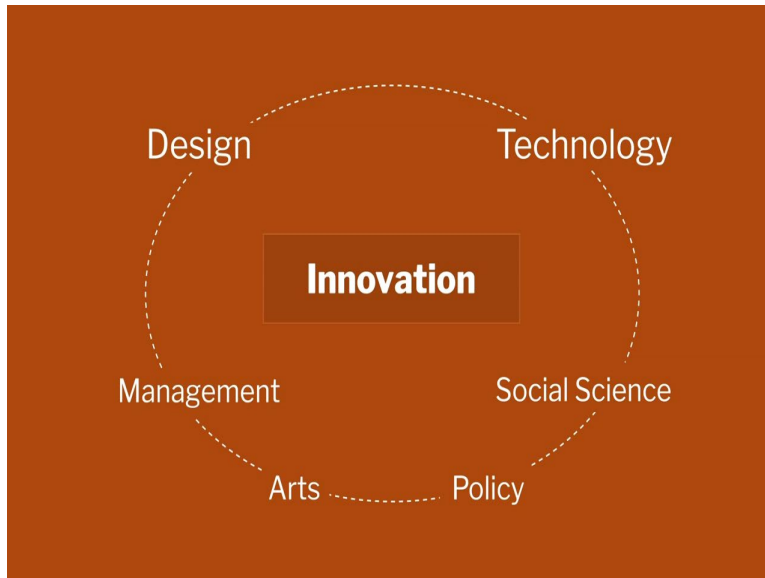 Design
Technology
Innovation
Management
Social Science
Arts
Policy